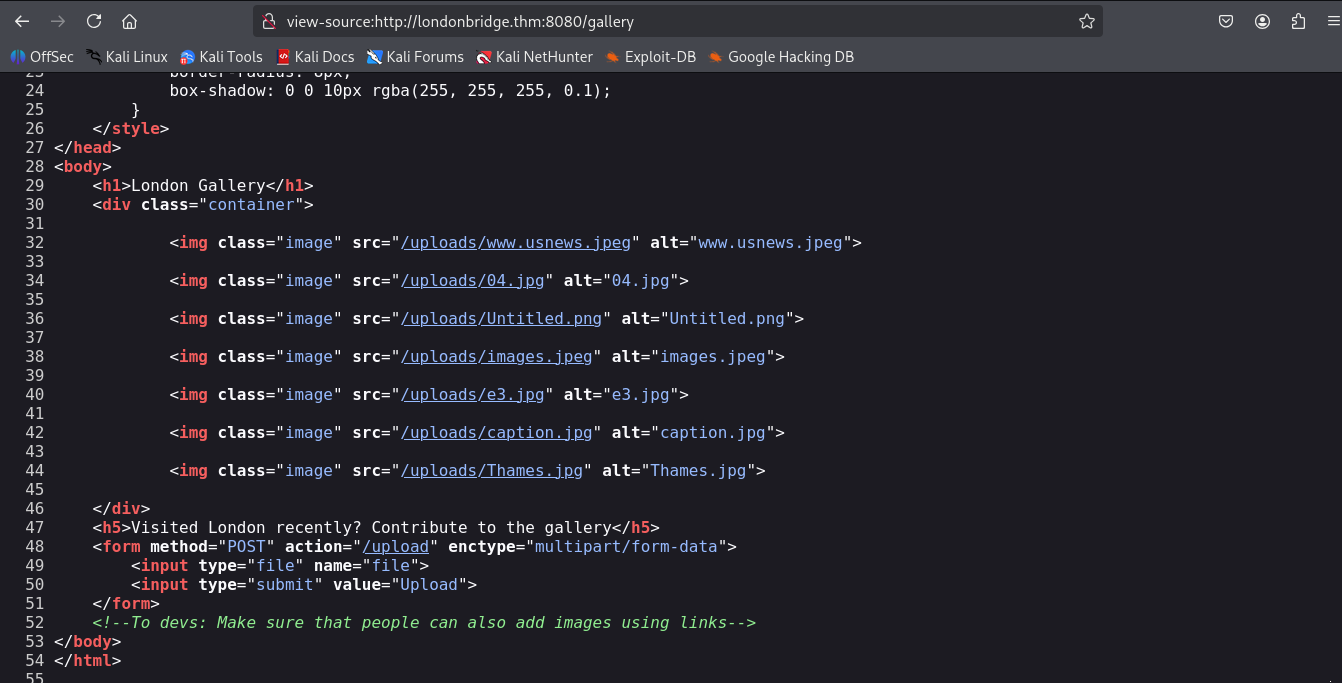 view-source:http://londonbridge.thm:8080/gallery
OffSec Kali Linux Kali Tools Kali Docs Kali Forums Kali NetHunter Exploit-DB Google Hacking DB
23 border-radius: 8px;
24 box-shadow: 0 0 10px rgba(255, 255, 255, 0.1);
25 }
26 </style>
27 </head>
28 <body>
29 <h1>London Gallery</h1>
30 <div class="container">
31
32 <img class="image" src="/uploads/www.usnews.jpeg" alt="www.usnews.jpeg">
33
34 <img class="image" src="/uploads/04.jpg" alt="04.jpg">
35
36 <img class="image" src="/uploads/Untitled.png" alt="Untitled.png">
37
38 <img class="image" src="/uploads/images.jpeg" alt="images.jpeg">
39
40 <img class="image" src="/uploads/e3.jpg" alt="e3.jpg">
41
42 <img class="image" src="/uploads/caption.jpg" alt="caption.jpg">
43
44 <img class="image" src="/uploads/Thames.jpg" alt="Thames.jpg">
45
46 </div>
47 <h5>Visited London recently? Contribute to the gallery</h5>
48 <form method="POST" action="/upload" enctype="multipart/form-data">
49 <input type="file" name="file">
50 <input type="submit" value="Upload">
51 </form>
52 <!--To devs: Make sure that people can also add images using links-->
53 </body>
54 </html>
55